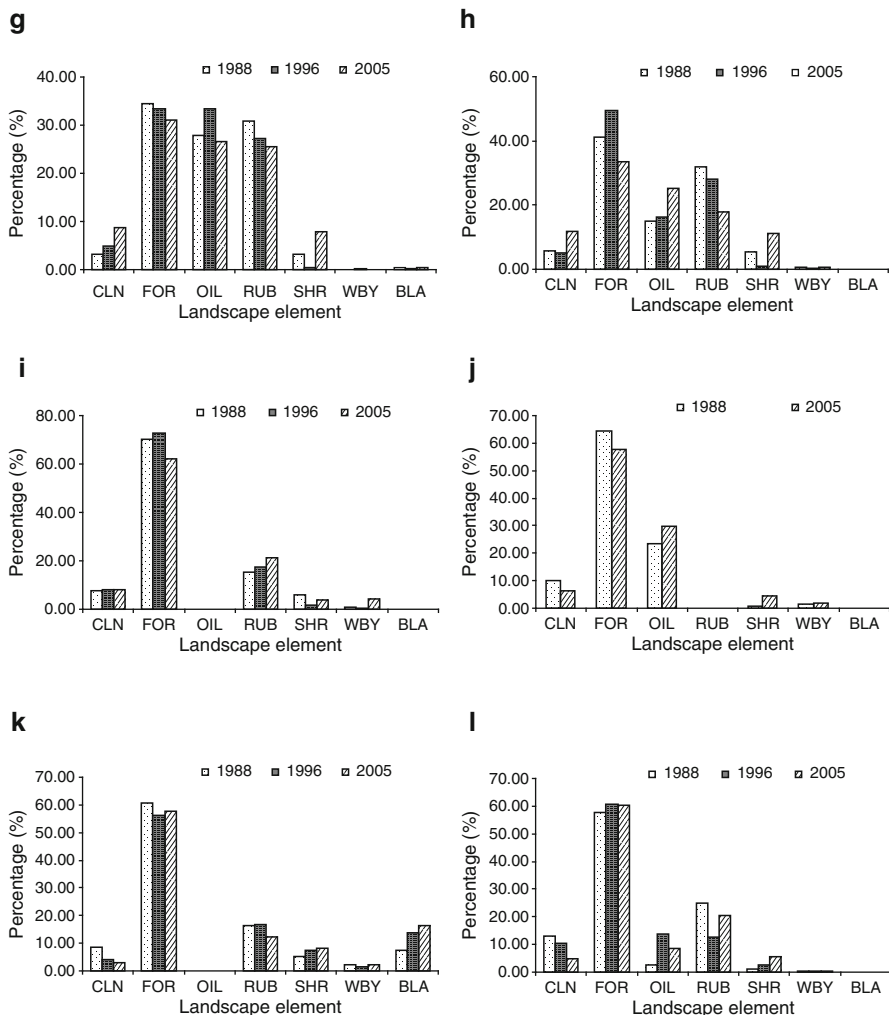 g
1988 1996 2005
Percentage (%)
40.00
30.00
20.00
10.00
0.00
CLN FOR OIL RUB SHR WBY BLA
Landscape element
h
1988 1996 2005
Percentage (%)
60.00
40.00
20.00
0.00
CLN FOR OIL RUB SHR WBY BLA
Landscape element
i
1988 1996 2005
Percentage (%)
80.00
60.00
40.00
20.00
0.00
CLN FOR OIL RUB SHR WBY BLA
Landscape element
j
1988 2005
Percentage (%)
70.00
60.00
50.00
40.00
30.00
20.00
10.00
0.00
CLN FOR OIL RUB SHR WBY BLA
Landscape element
k
1988 1996 2005
Percentage (%)
70.00
60.00
50.00
40.00
30.00
20.00
10.00
0.00
CLN FOR OIL RUB SHR WBY BLA
Landscape element
l
1988 1996 2005
Percentage (%)
70.00
60.00
50.00
40.00
30.00
20.00
10.00
0.00
CLN FOR OIL RUB SHR WBY BLA
Landscape element